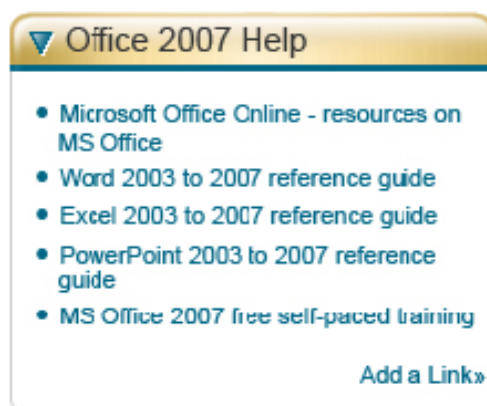 Office 2007 Help
Microsoft Office Online - resources on
MS Office
Word 2003 to 2007 reference guide
Excel 2003 to 2007 reference guide
PowerPoint 2003 to 2007 reference
guide
MS Office 2007 free self-paced training
Add a Link»